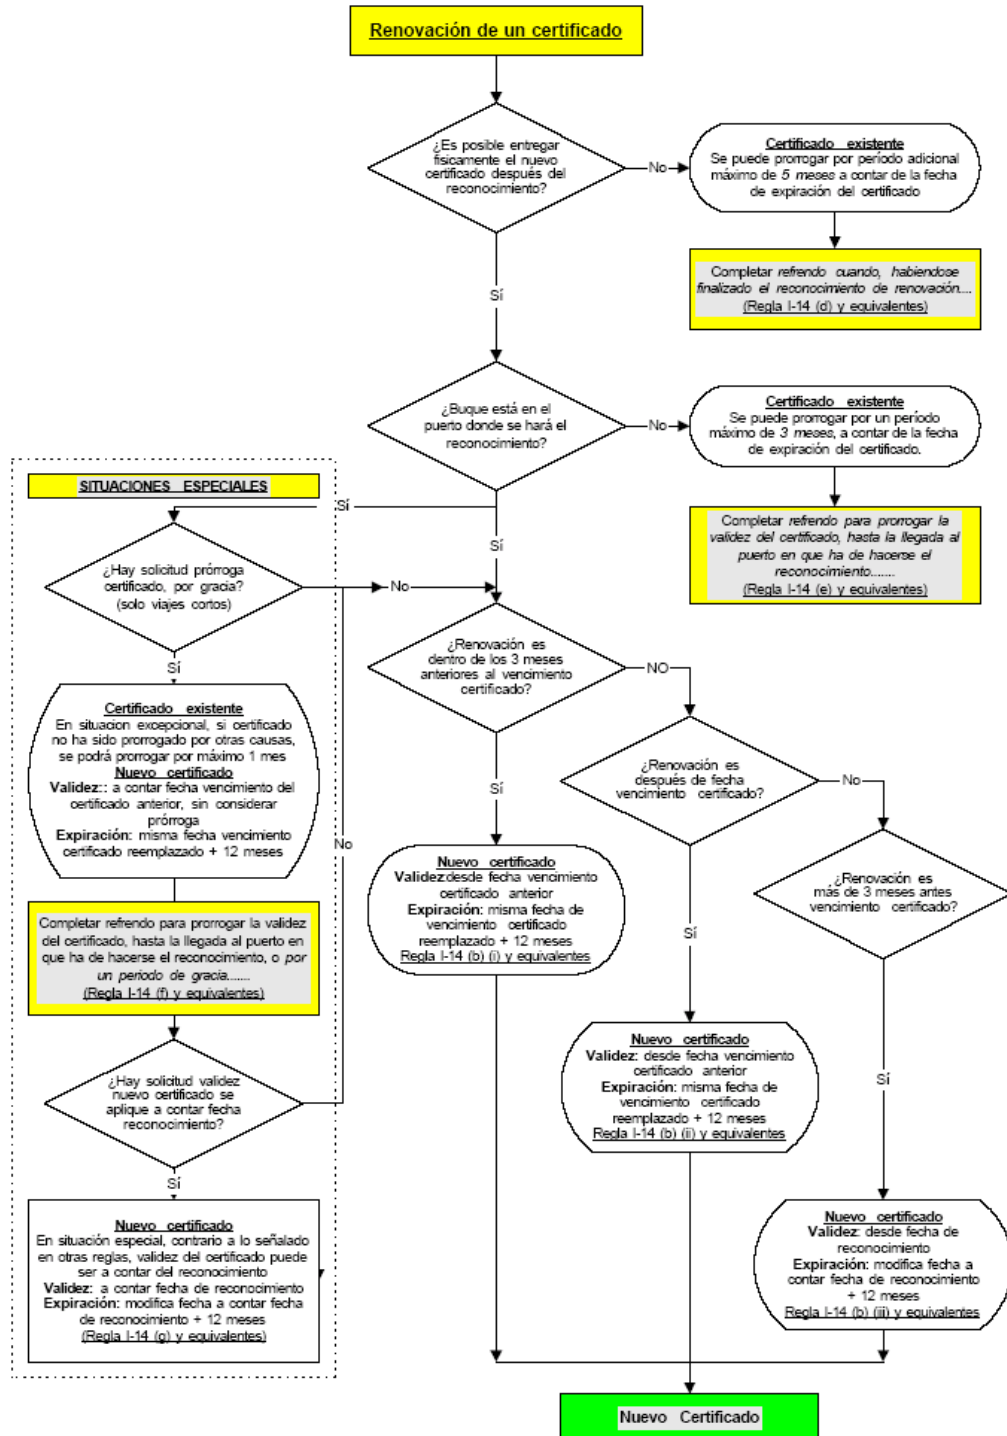 Renovación de un certificado
¿Es posible entregar
fisicamente el nuevo
certificado después del
reconocimiento?
No
Certificado existente
Se puede prorrogar por período adicional
máximo de 5 meses a contar de la fecha
de expiración del certificado
Completar refrendo cuando, habiendose
finalizado el reconocimiento de renovación....
(Regla I-14 (d) y equivalentes)
Sí
¿Buque está en el
puerto donde se hará el
reconocimiento?
No
Certificado existente
Se puede prorrogar por un período
máximo de 3 meses, a contar de la fecha
de expiración del certificado.
Completar refrendo para prorrogar la
validez del certificado, hasta la llegada al
puerto en que ha de hacerse el
reconocimiento.......
(Regla I-14 (e) y equivalentes)
SITUACIONES ESPECIALES
Sí
Sí
¿Hay solicitud prórroga
certificado, por gracia?
(solo viajes cortos)
No
Sí
Certificado existente
En situacion excepcional, si certificado
no ha sido prorrogado por otras causas,
se podrá prorrogar por máximo 1 mes
Nuevo certificado
Validez:: a contar fecha vencimiento del
certificado anterior, sin considerar
prórroga
Expiración: misma fecha vencimiento
certificado reemplazado + 12 meses
No
Completar refrendo para prorrogar la validez
del certificado, hasta la llegada al puerto en
que ha de hacerse el reconocimiento, o por
un periodo de gracia.......
(Regla I-14 (f) y equivalentes)
¿Hay solicitud validez
nuevo certificado se
aplique a contar fecha
reconocimiento?
Sí
Nuevo certificado
En situación especial, contrario a lo señalado
en otras reglas, validez del certificado puede
ser a contar del reconocimiento
Validez: a contar fecha de reconocimiento
Expiración: modifica fecha a contar fecha
de reconocimiento + 12 meses
(Regla I-14 (g) y equivalentes)
¿Renovación es
dentro de los 3 meses
anteriores al vencimiento
certificado?
NO
Sí
Nuevo certificado
Validez:desde fecha vencimiento
certificado anterior
Expiración: misma fecha de
vencimiento certificado
reemplazado + 12 meses
Regla I-14 (b) (i) y equivalentes
¿Renovación es
después de fecha
vencimiento certificado?
No
Sí
Nuevo certificado
Validez: desde fecha vencimiento
certificado anterior
Expiración: misma fecha de
vencimiento certificado
reemplazado + 12 meses
Regla I-14 (b) (ii) y equivalentes
¿Renovación es
más de 3 meses antes
vencimiento certificado?
Sí
Nuevo certificado
Validez: desde fecha de
reconocimiento
Expiración: modifica fecha a
contar fecha de reconocimiento
+ 12 meses
Regla I-14 (b) (iii) y equivalentes
Nuevo Certificado